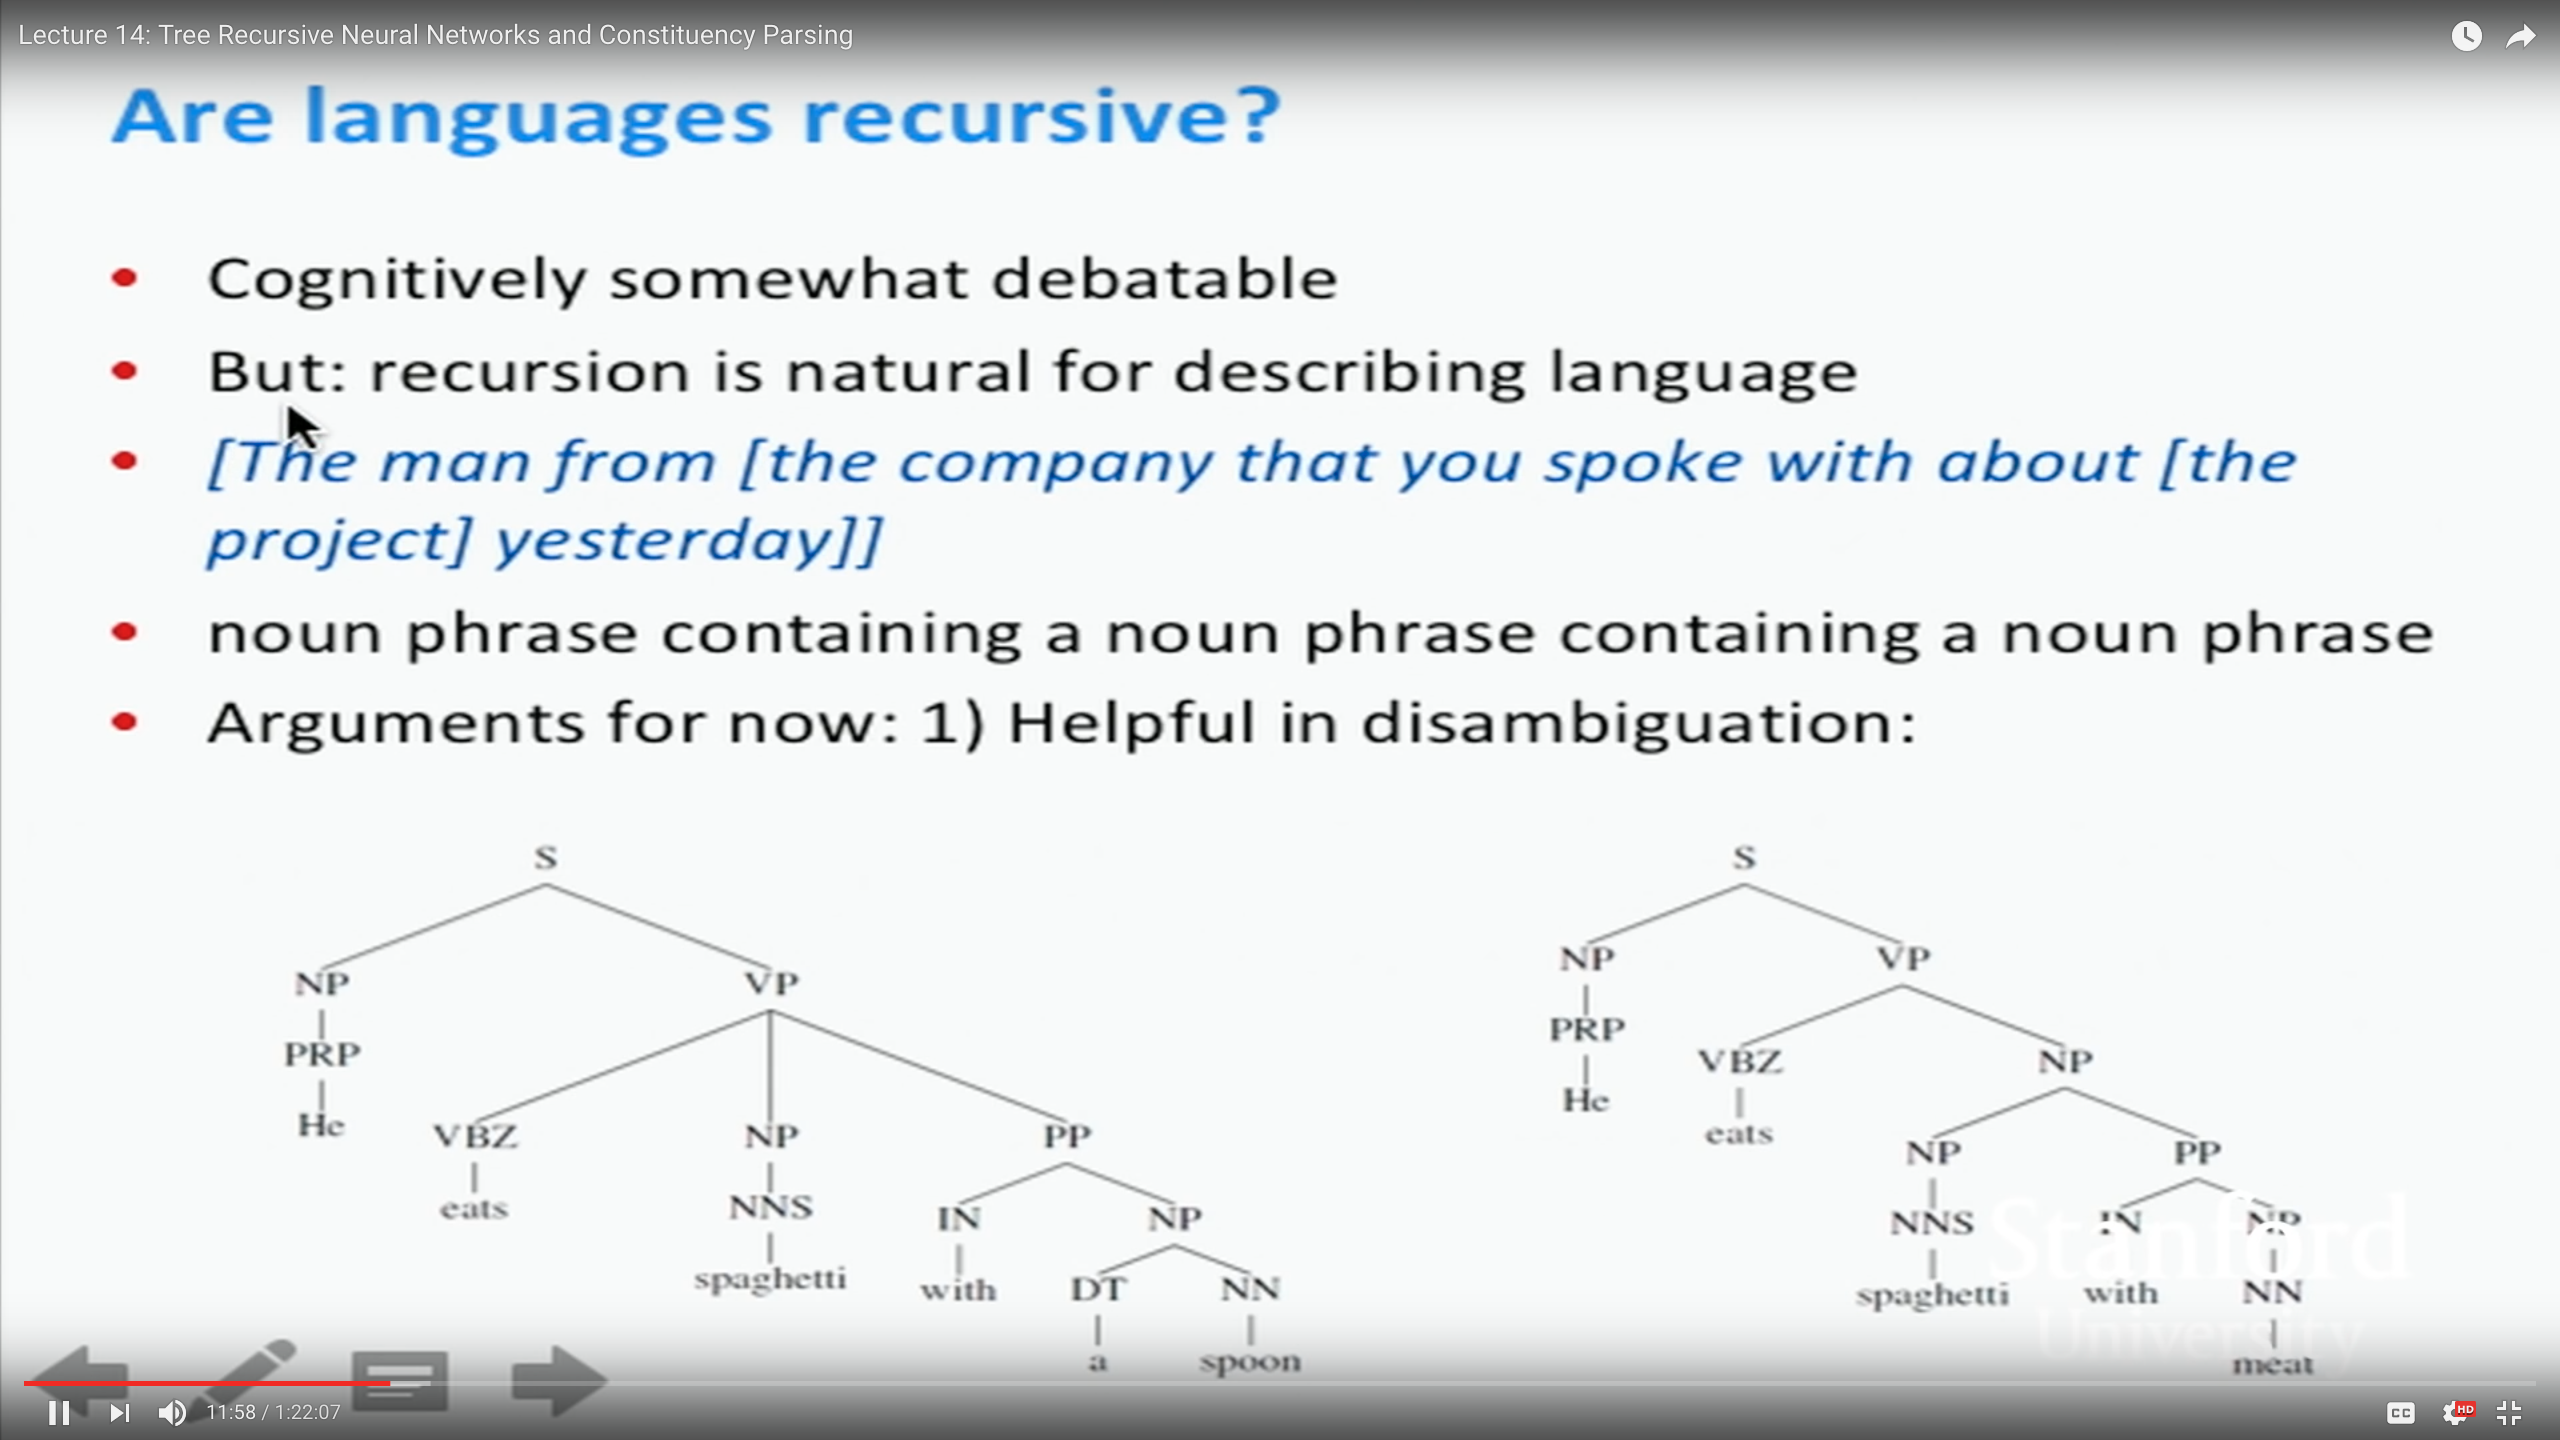 Lecture 14: Tree Recursive Neural Networks and Constituency Parsing
Are languages recursive?
• Cognitively somewhat debatable
• But: recursion is natural for describing language
• [The man from [the company that you spoke with about [the
project] yesterday]]
• noun phrase containing a noun phrase containing a noun phrase
• Arguments for now: 1) Helpful in disambiguation:
S
NP VP
PRP
He
VBZ NP PP
eats
NNS
spaghetti
IN NP
with
DT NN
a spoon
S
NP VP
PRP
He
VBZ NP
eats
NP PP
NNS
spaghetti
IN NP
with
NN
meat
Stanford
University
11:58 / 1:22:07
CC
HD